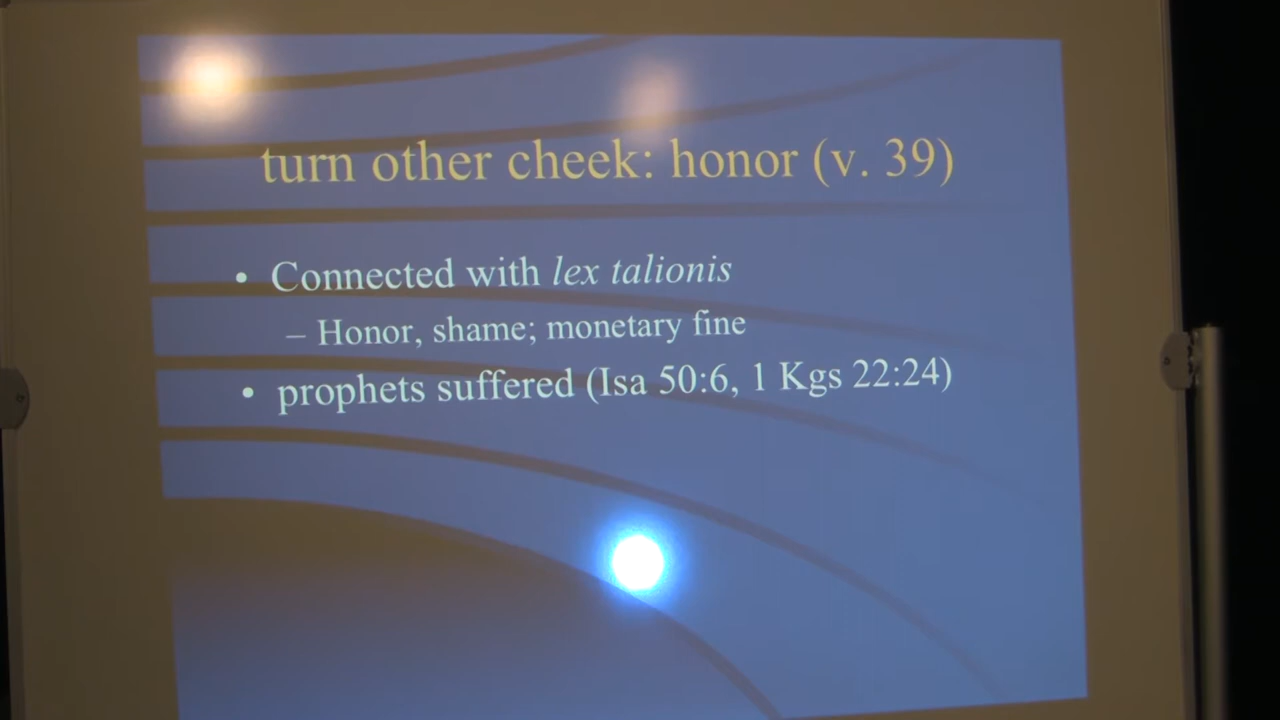 turn other cheek: honor (v. 39)
• Connected with lex talionis
– Honor, shame; monetary fine
• prophets suffered (Isa 50:6, 1 Kgs 22:24)